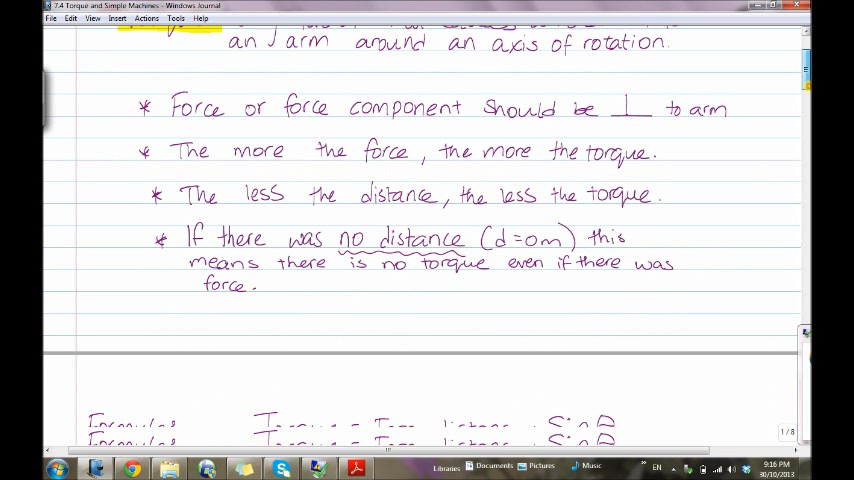 7.4 Torque and Simple Machines - Windows Journal
File Edit View Insert Actions Tools Help
an arm around an axis of rotation.
* Force or force component should be ⊥ to arm
* The more the force, the more the torque.
* The less the distance, the less the torque.
* If there was no distance (d=0m) this
means there is no torque even if there was
force.
1/8
Libraries Documents Pictures Music » EN 9:16 PM
30/10/2013